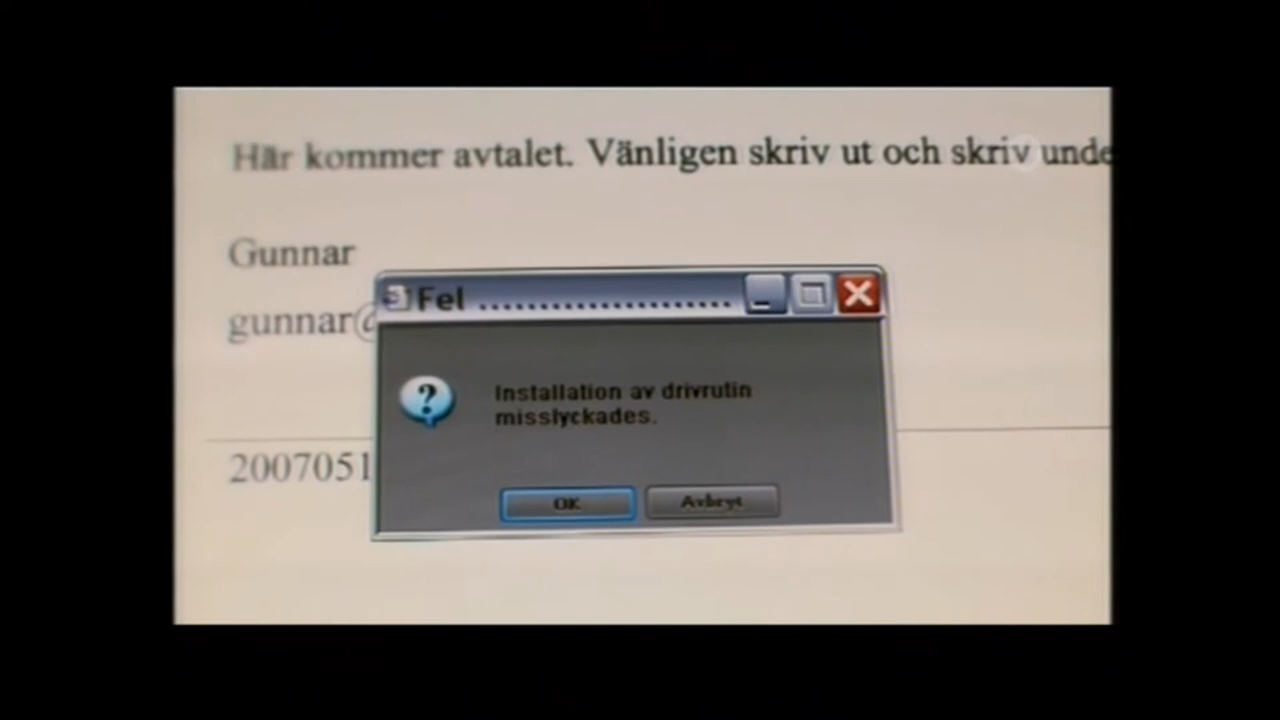 Här kommer avtalet. Vänligen skriv ut och skriv unde
Gunnar
gunnar@
Fel
Installation av drivrutin
misslyckades.
2007051
OK
Avbryt